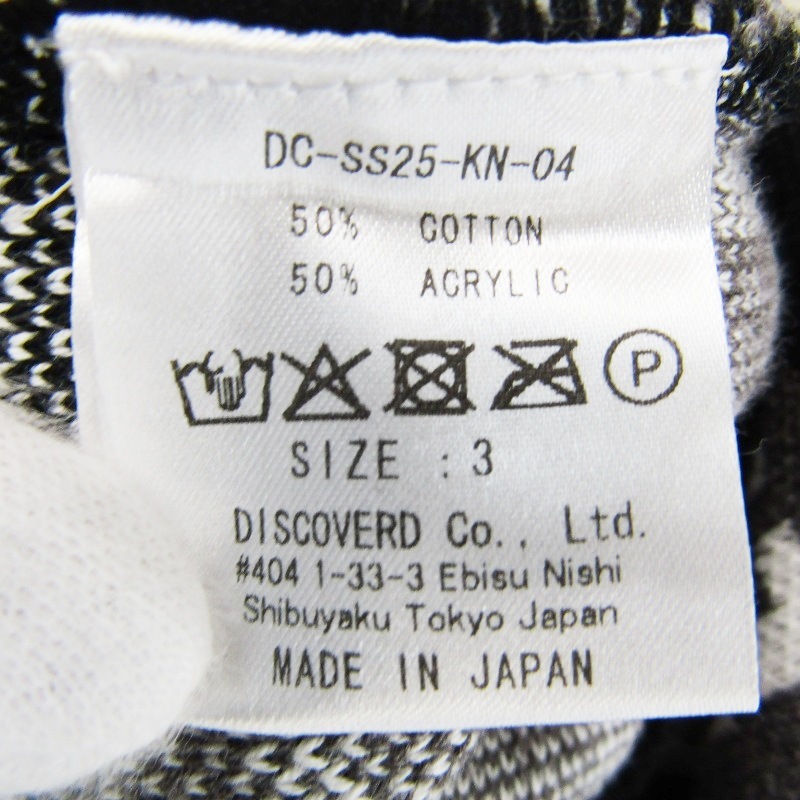 DC-SS25-KN-04
50% COTTON
50% ACRYLIC
P
SIZE : 3
DISCOVERD Co., Ltd.
#404 1-33-3 Ebisu Nishi
Shibuyaku Tokyo Japan
MADE IN JAPAN